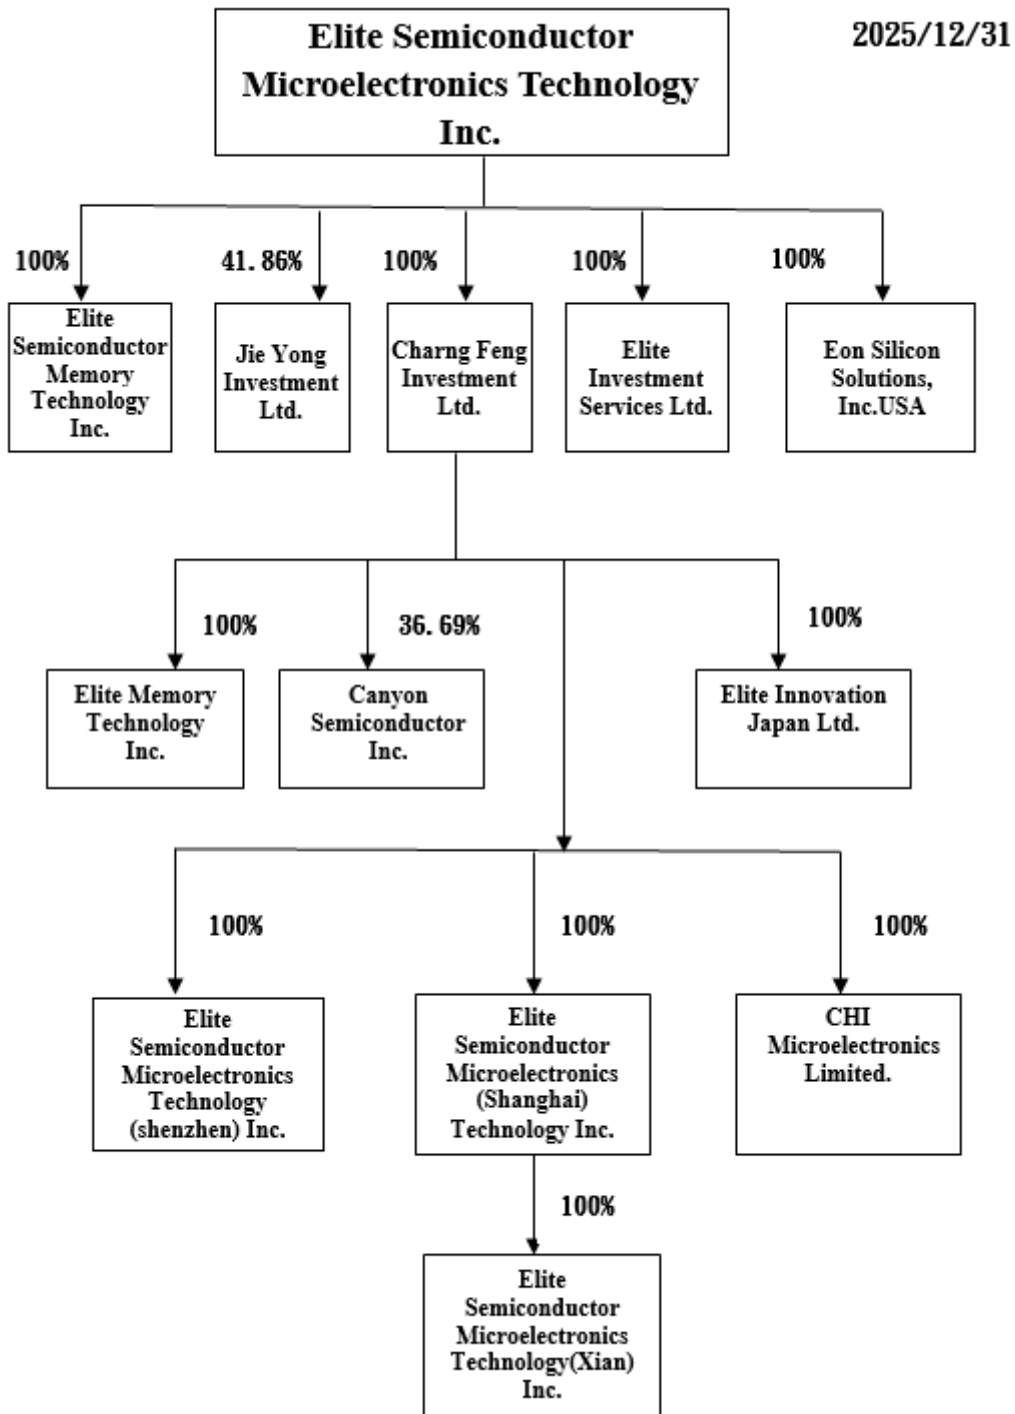 Elite Semiconductor
Microelectronics Technology
Inc.
2025/12/31
100%
41.86%
100%
100%
100%
Elite
Semiconductor
Memory
Technology
Inc.
Jie Yong
Investment
Ltd.
Charng Feng
Investment
Ltd.
Elite
Investment
Services Ltd.
Eon Silicon
Solutions,
Inc.USA
100%
36.69%
100%
Elite Memory
Technology
Inc.
Canyon
Semiconductor
Inc.
Elite Innovation
Japan Ltd.
100%
100%
100%
Elite
Semiconductor
Microelectronics
Technology
(shenzhen) Inc.
Elite
Semiconductor
Microelectronics
(Shanghai)
Technology Inc.
CHI
Microelectronics
Limited.
100%
Elite
Semiconductor
Microelectronics
Technology(Xian)
Inc.